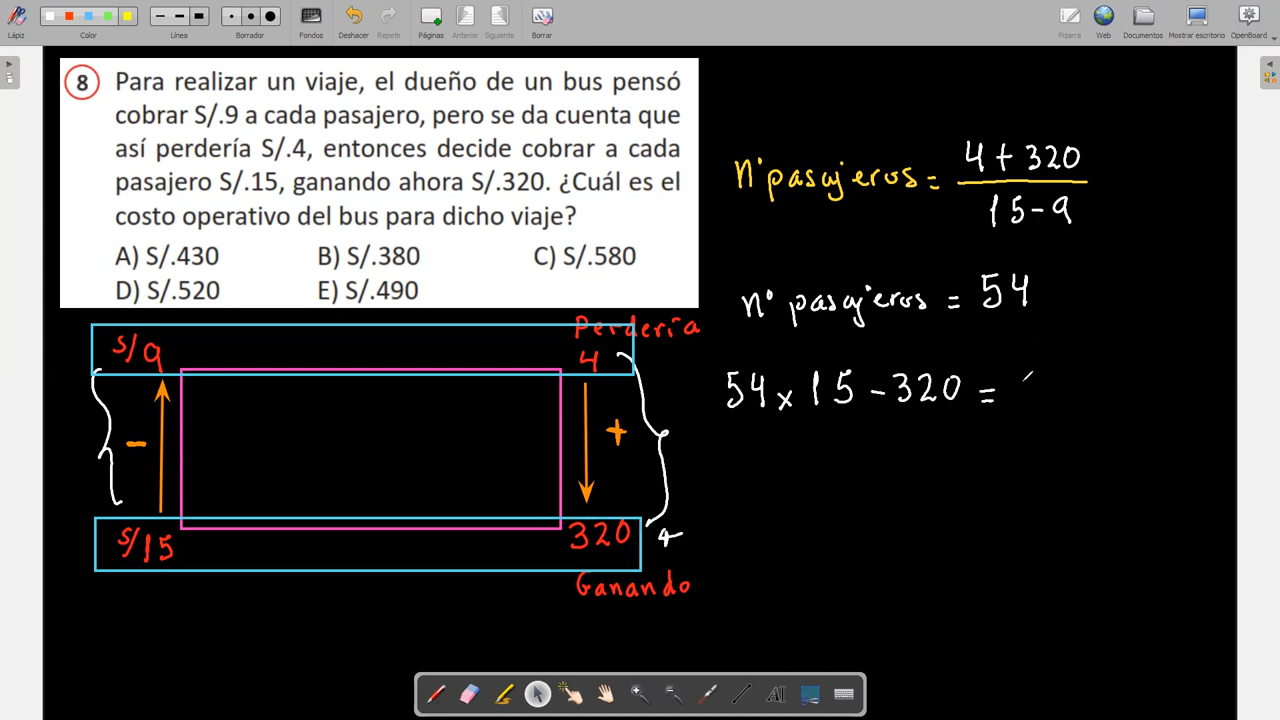 Lápiz
Color
Línea
Borrador
Fondos
Deshacer
Repetir
Páginas
Anterior
Siguiente
Borrar
Pizarra
Web
Documentos
Mostrar escritorio
OpenBoard
8 Para realizar un viaje, el dueño de un bus pensó
cobrar S/.9 a cada pasajero, pero se da cuenta que
así perdería S/.4, entonces decide cobrar a cada
pasajero S/.15, ganando ahora S/.320. ¿Cuál es el
costo operativo del bus para dicho viaje?
A) S/.430 B) S/.380 C) S/.580
D) S/.520 E) S/.490
Perdería
S/9 4
- +
S/15 320
Ganando
N° pasajeros = 4 + 320
15 - 9
n° pasajeros = 54
54 x 15 - 320 =
AI